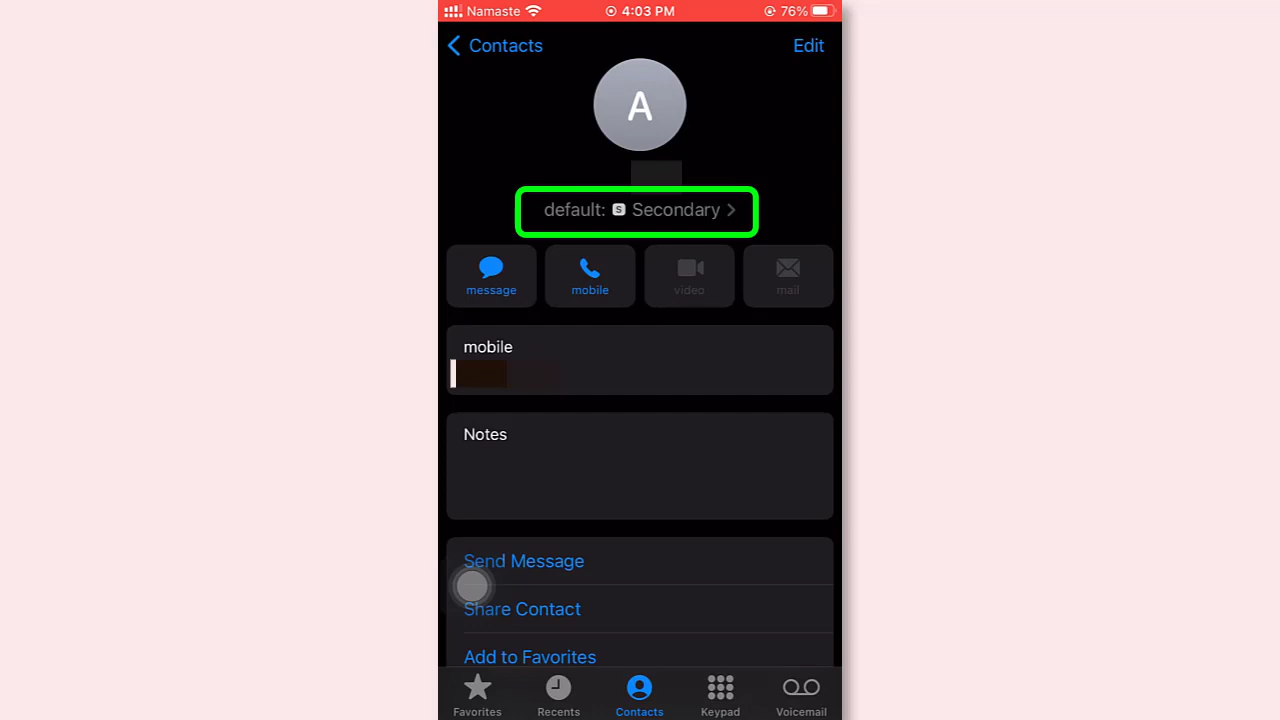 Namaste 4:03 PM 76%
Contacts Edit
A
default: S Secondary
message mobile video mail
mobile
Notes
Send Message
Share Contact
Add to Favorites
Favorites Recents Contacts Keypad Voicemail